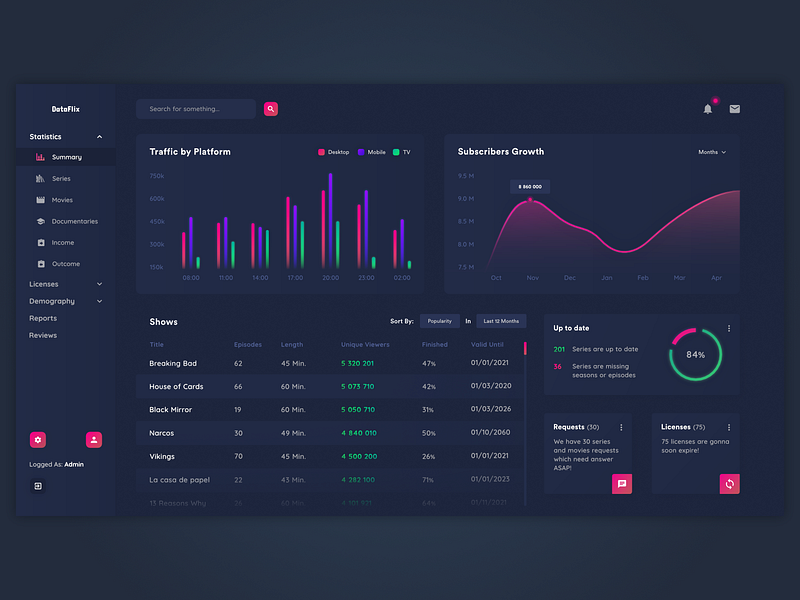 DataFlix
Statistics
Summary
Series
Movies
Documentaries
Income
Outcome
Licenses
Demography
Reports
Reviews
Logged As: Admin
Search for something...
Traffic by Platform
Desktop Mobile TV
750k
600k
450k
300k
150k
08:00 11:00 14:00 17:00 20:00 23:00 02:00
Subscribers Growth
Months
9.5 M
9.0 M
8.5 M
8.0 M
7.5 M
8 860 000
Oct Nov Dec Jan Feb Mar Apr
Shows
Sort By: Popularity In Last 12 Months
Title Episodes Length Unique Viewers Finished Valid Until
Breaking Bad 62 45 Min. 5 320 201 47% 01/01/2021
House of Cards 66 60 Min. 5 073 710 42% 01/03/2020
Black Mirror 19 60 Min. 5 050 710 31% 01/03/2026
Narcos 30 49 Min. 4 840 010 50% 01/10/2060
Vikings 70 45 Min. 4 500 200 26% 01/01/2021
La casa de papel 22 43 Min. 4 282 100 71% 01/01/2023
13 Reasons Why 26 60 Min. 64% 01/11/2021
Up to date
201 Series are up to date
36 Series are missing
seasons or episodes
84%
Requests (30)
We have 30 series
and movies requests
which need answer
ASAP!
Licenses (75)
75 licenses are gonna
soon expire!